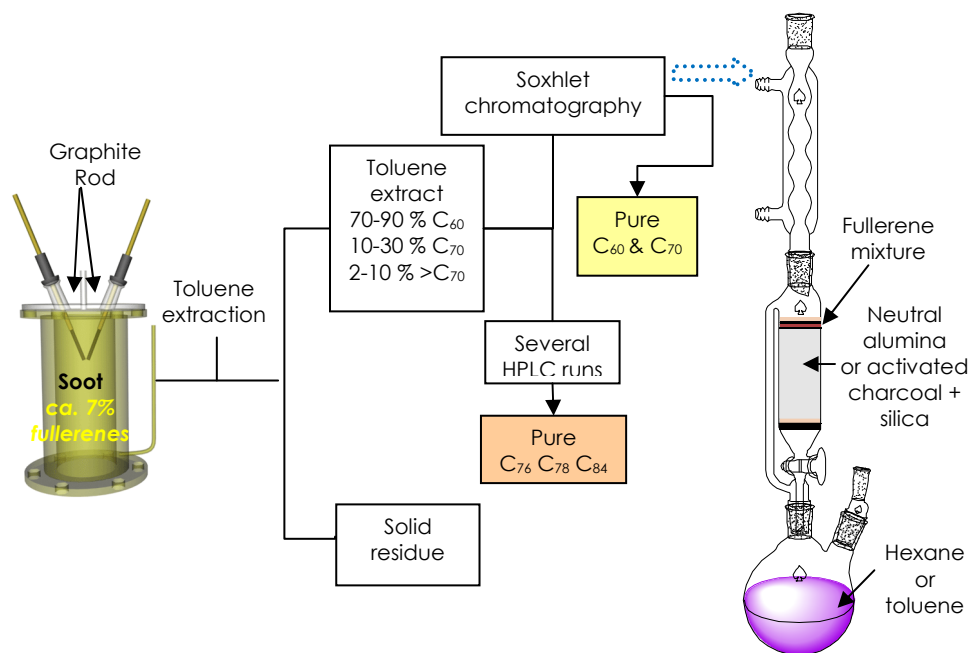 Graphite
Rod
Soot
ca. 7%
fullerenes
Toluene
extraction
Toluene
extract
70-90 % C₆₀
10-30 % C₇₀
2-10 % >C₇₀
Solid
residue
Soxhlet
chromatography
Pure
C₆₀ & C₇₀
Several
HPLC runs
Pure
C₇₆ C₇₈ C₈₄
Fullerene
mixture
Neutral
alumina
or activated
charcoal +
silica
Hexane
or
toluene